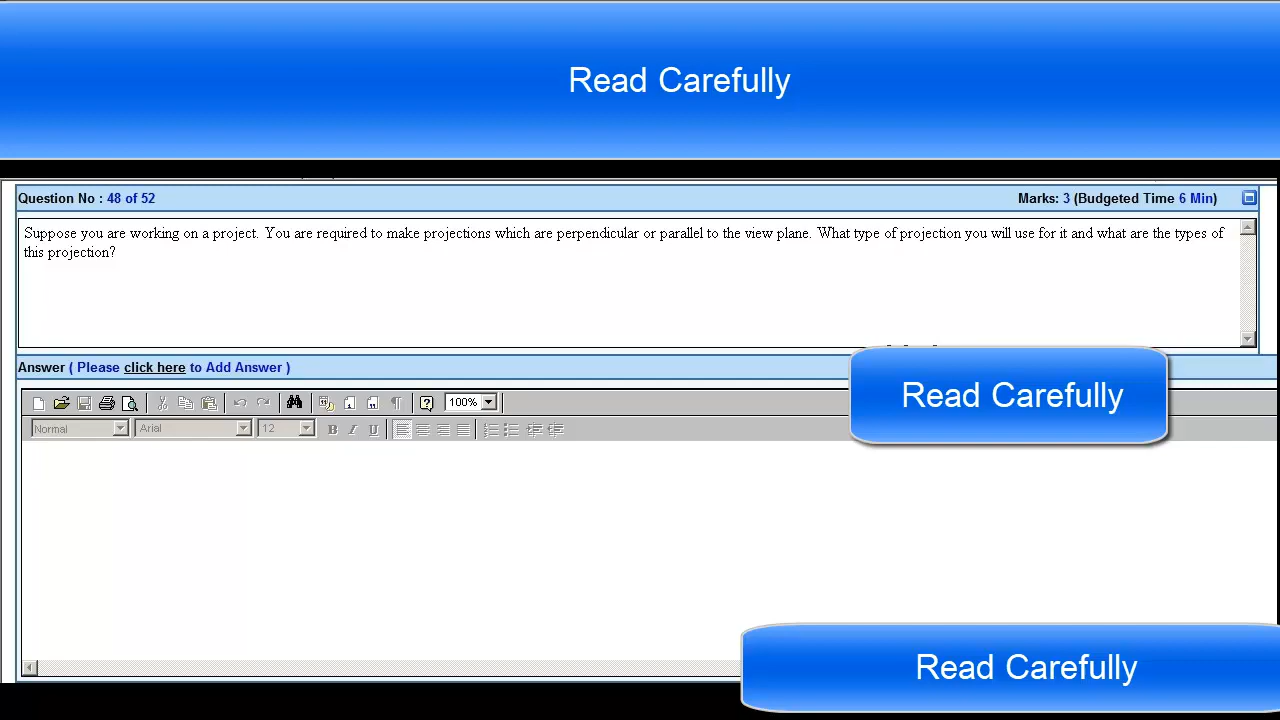 Read Carefully
Question No : 48 of 52
Marks: 3 (Budgeted Time 6 Min)
Suppose you are working on a project. You are required to make projections which are perpendicular or parallel to the view plane. What type of projection you will use for it and what are the types of
this projection?
Answer ( Please click here to Add Answer )
Read Carefully
100%
Normal
Arial
12
B I U
Read Carefully